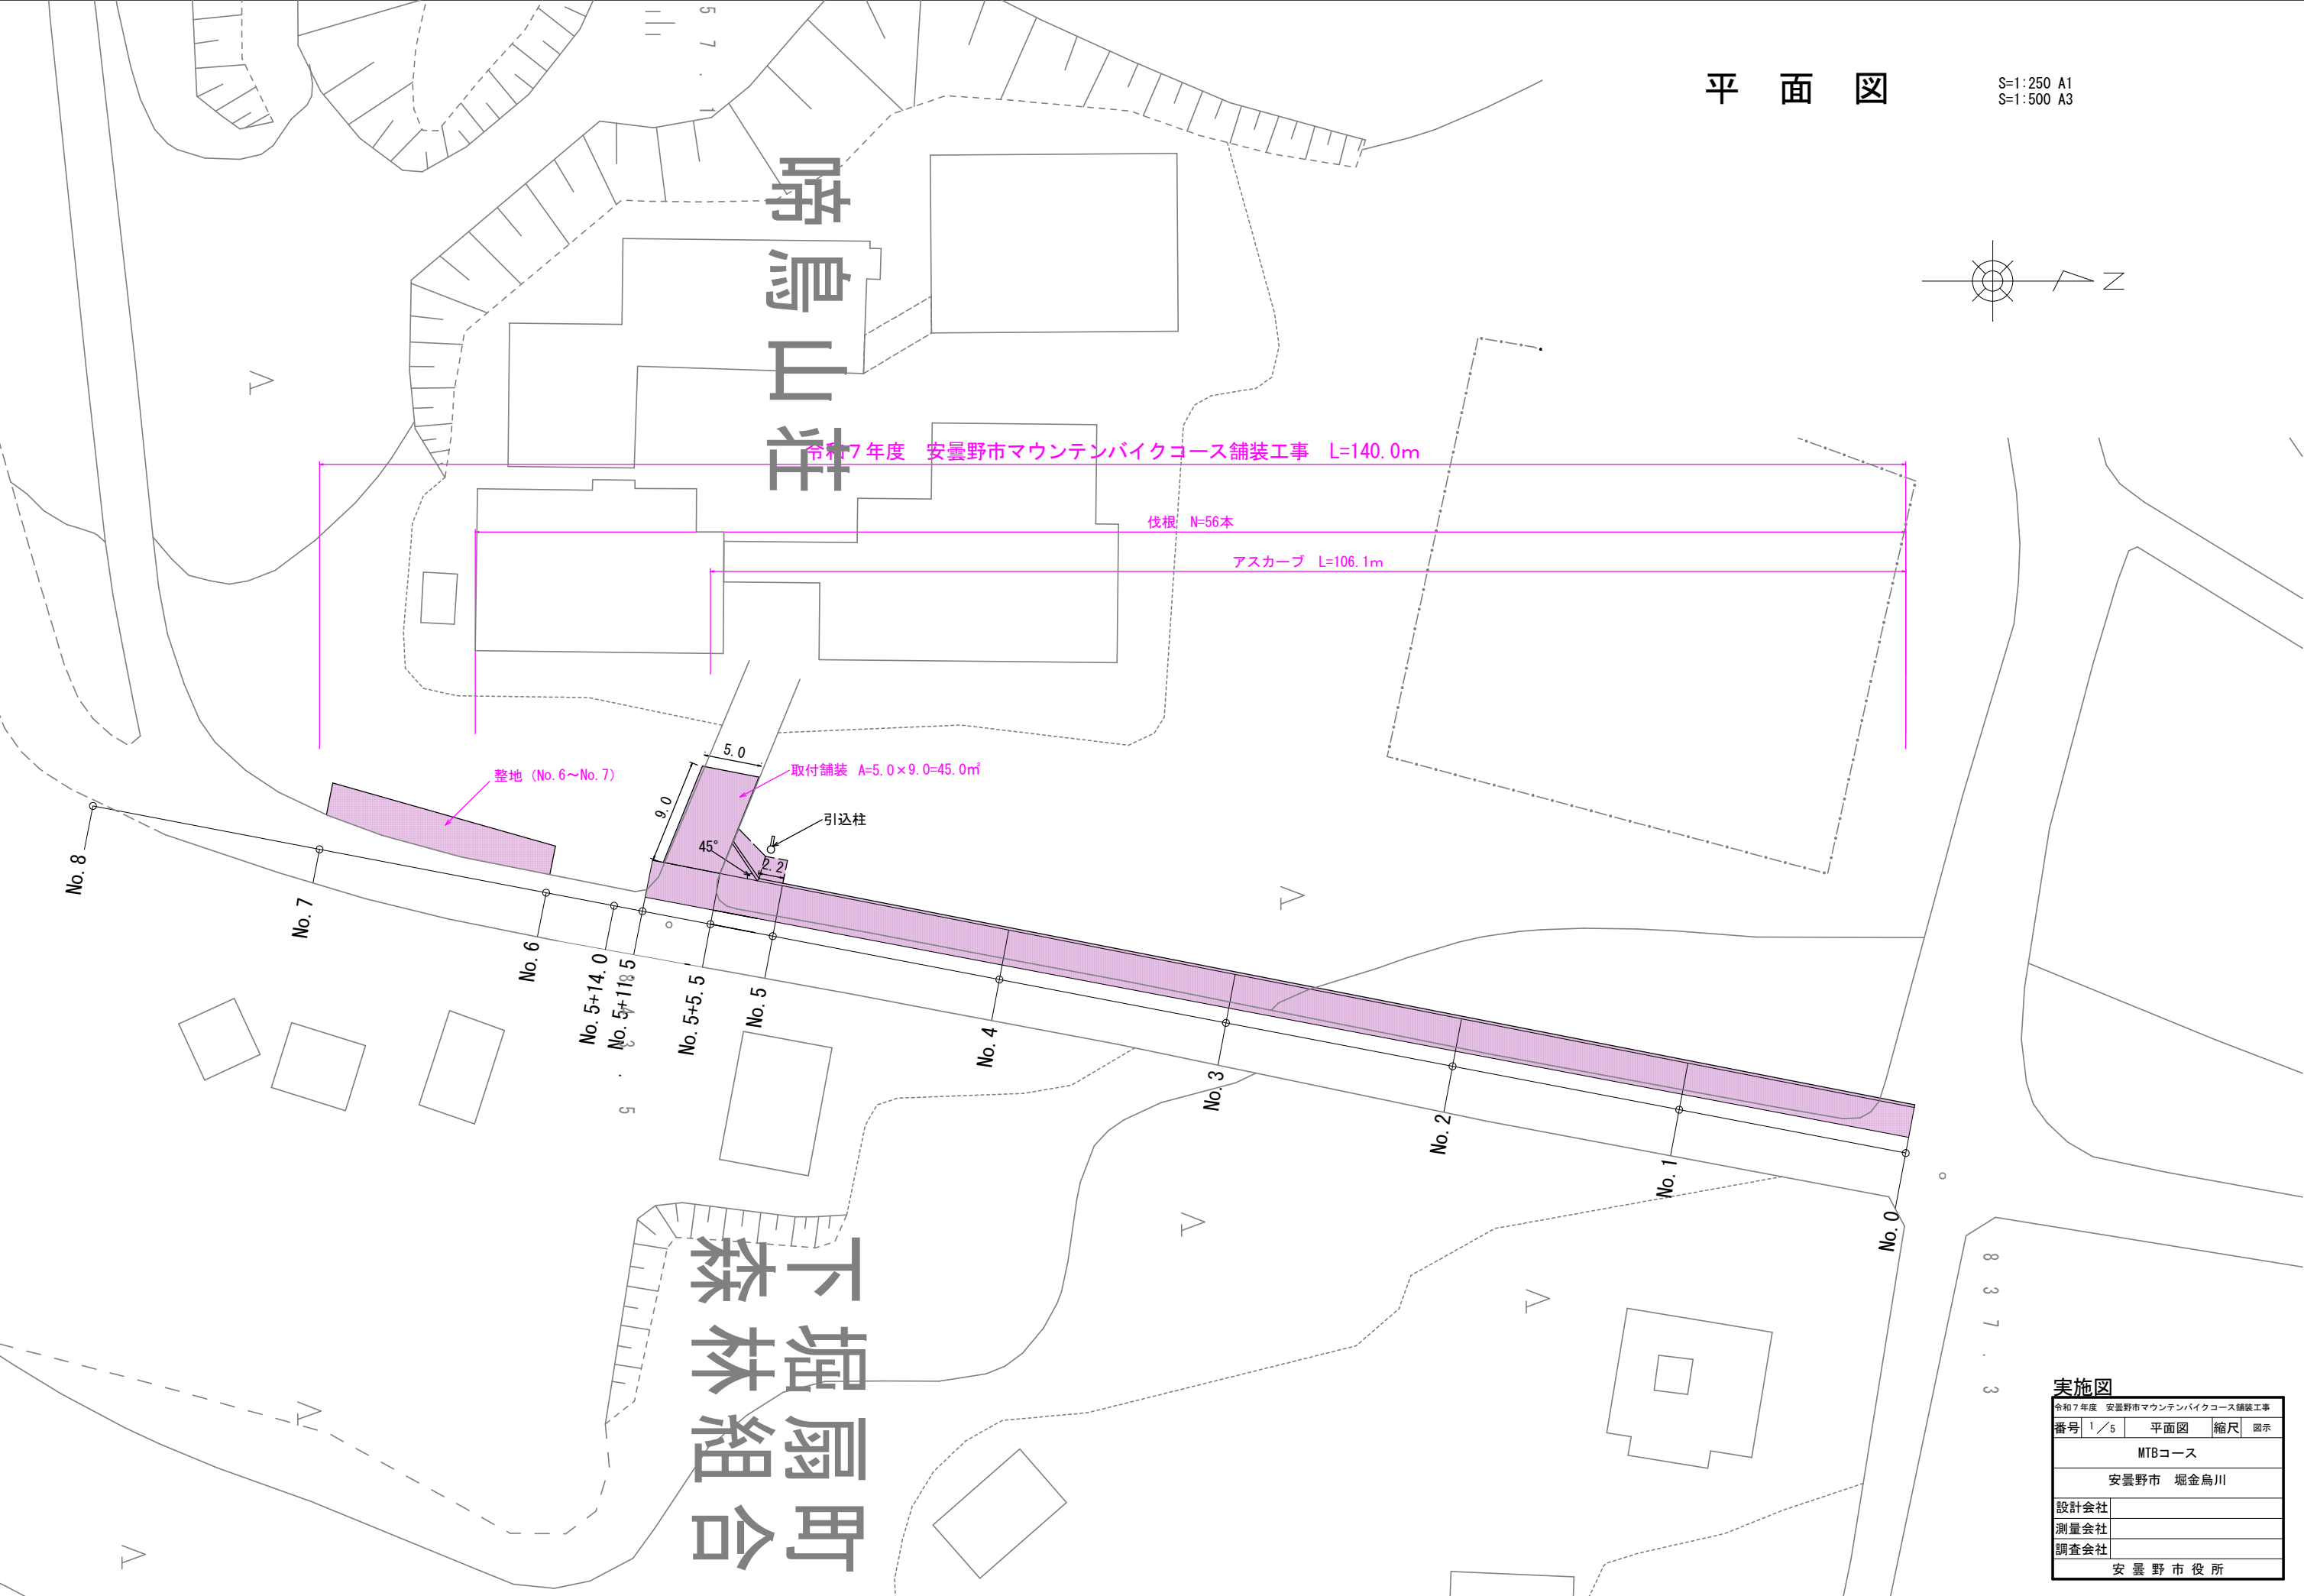 平面図
S=1:250 A1
S=1:500 A3
57.1
啼鳥山荘
N
令和7年度 安曇野市マウンテンバイクコース舗装工事 L=140.0m
伐根 N=56本
アスカーブ L=106.1m
整地（No.6～No.7）
5.0
9.0
取付舗装 A=5.0×9.0=45.0㎡
引込柱
45°
2.2
No.8
No.7
No.6
No.5+14.0
No.5+11.5
No.5+5.5
No.5
No.4
No.3
No.2
No.1
No.0
843.5
837.3
下堀扇町
森林組合
実施図
令和7年度 安曇野市マウンテンバイクコース舗装工事
番号 1／5 平面図 縮尺 図示
MTBコース
安曇野市 堀金烏川
設計会社
測量会社
調査会社
安曇野市役所